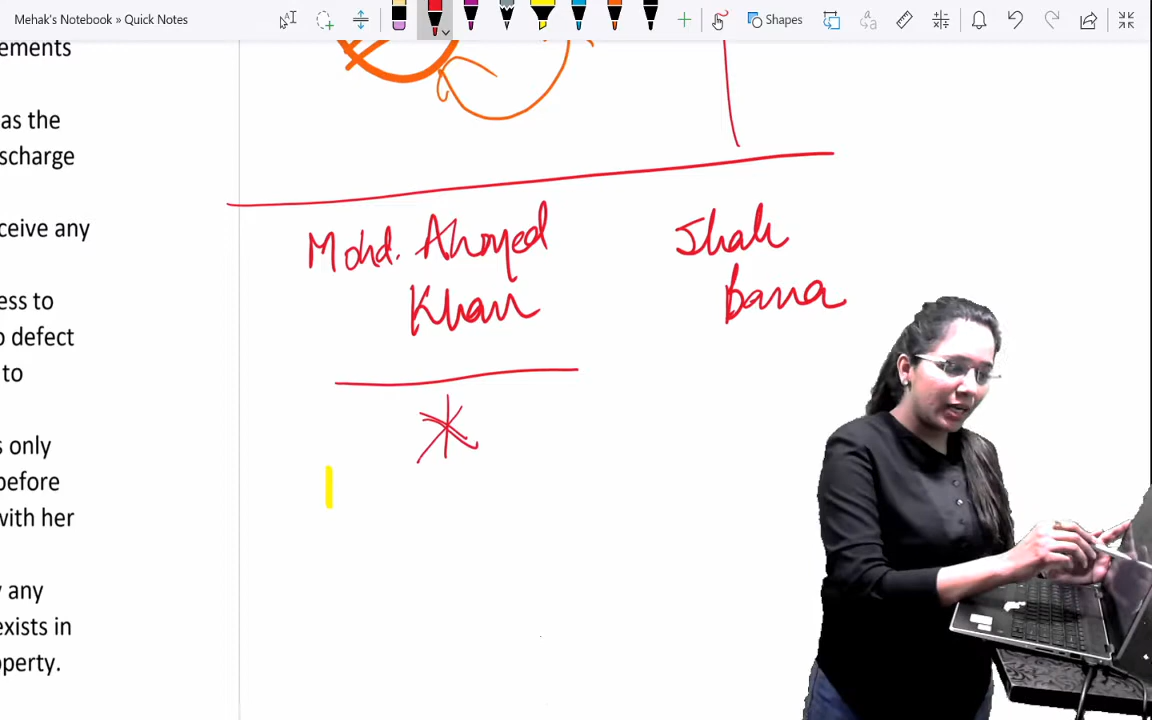 Mehak's Notebook » Quick Notes
Shapes
ements
as the
scharge
ceive any
ess to
defect
to
s only
before
with her
any
exists in
operty.
Mohd. Ahmed Shah
Khan bana